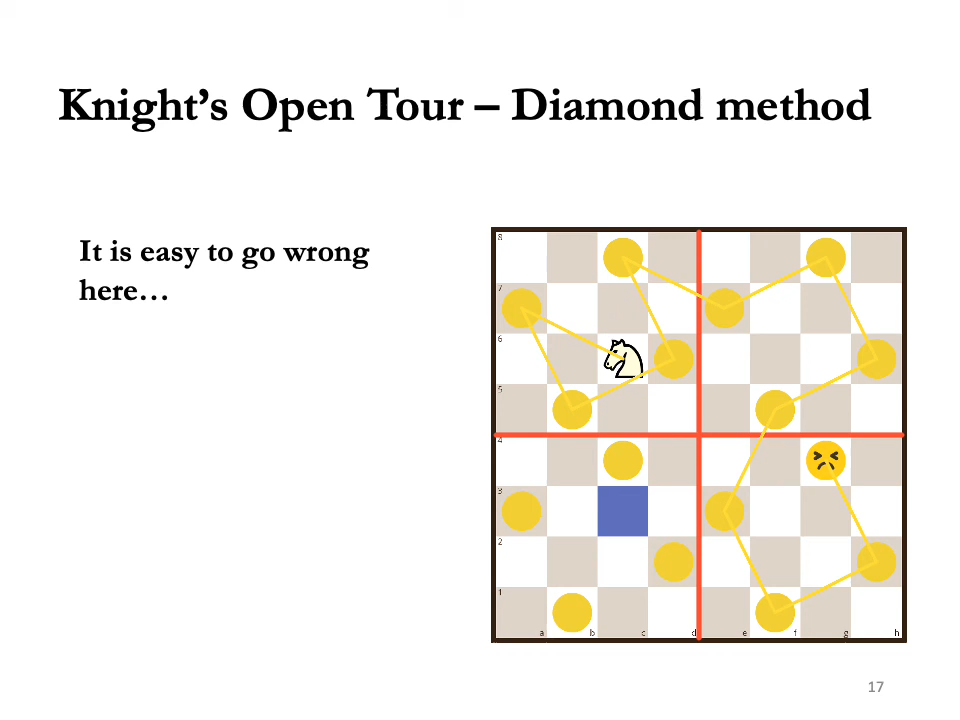 Knight’s Open Tour – Diamond method
It is easy to go wrong
here…
8
7
6
5
4
3
2
1
a b c d e f g h
17